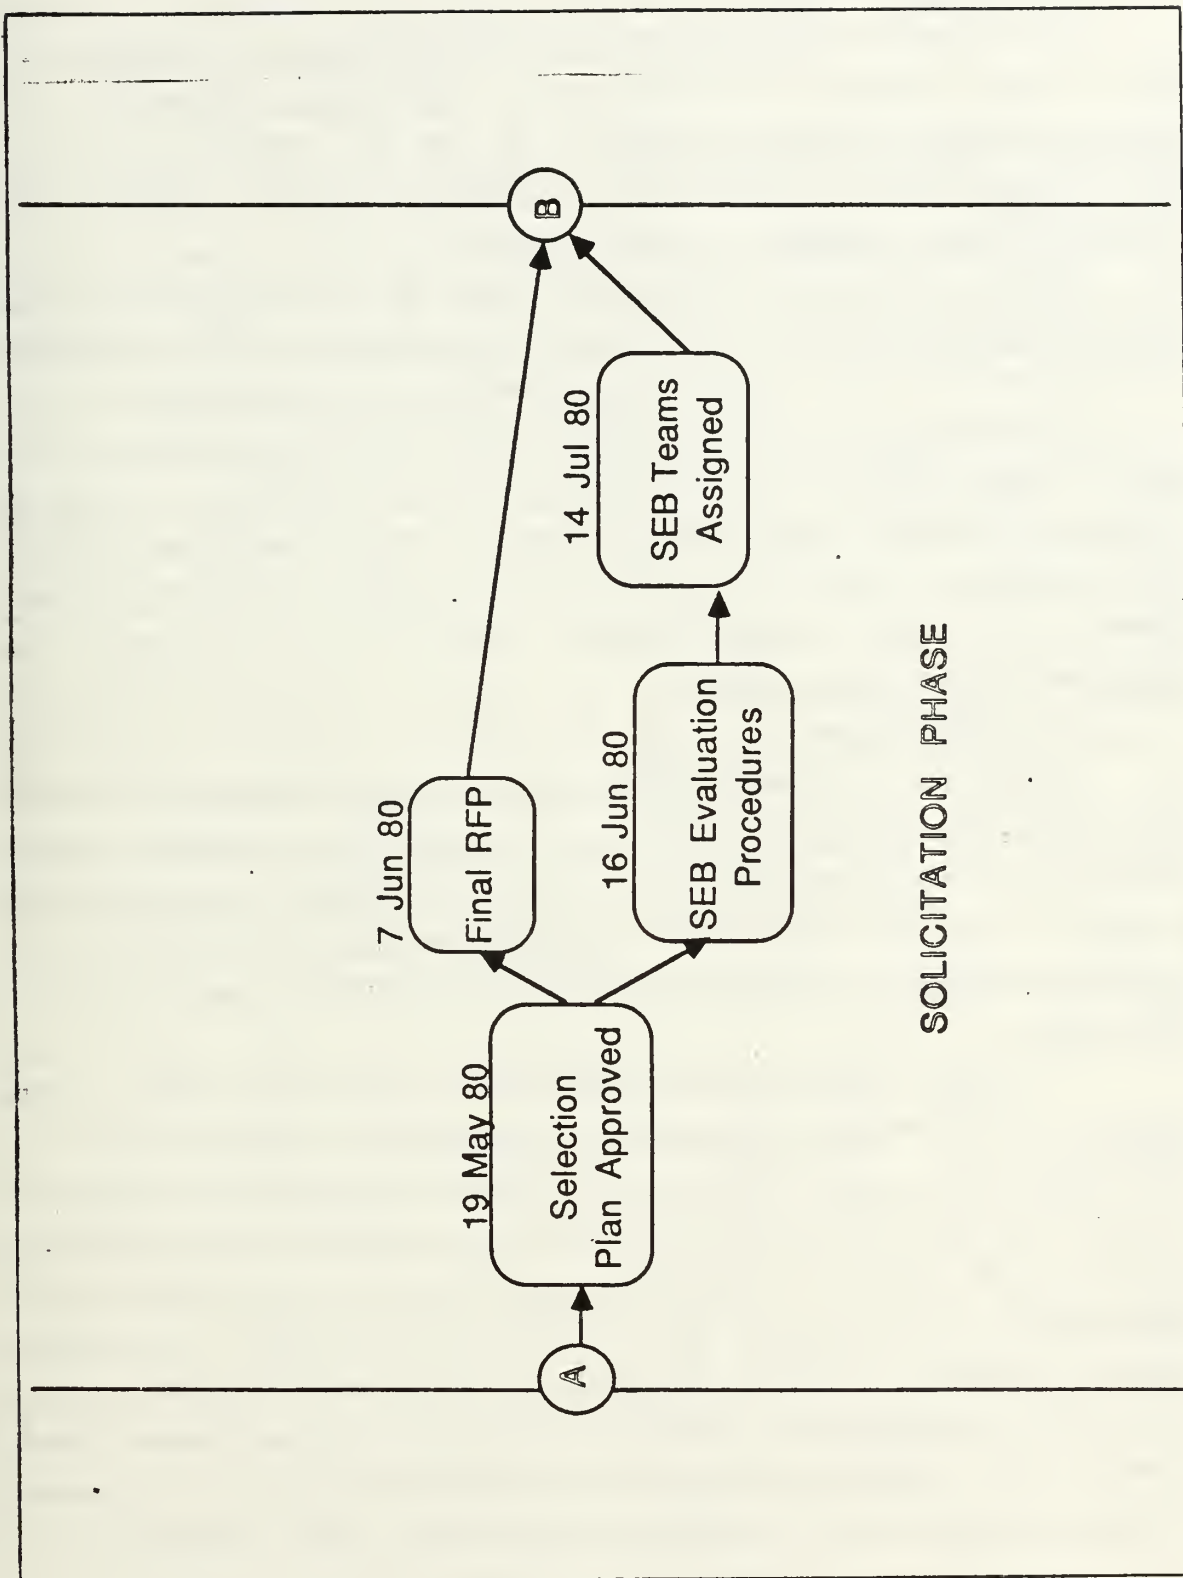 A
19 May 80
Selection
Plan Approved
7 Jun 80
Final RFP
16 Jun 80
SEB Evaluation
Procedures
14 Jul 80
SEB Teams
Assigned
B
SOLICITATION PHASE